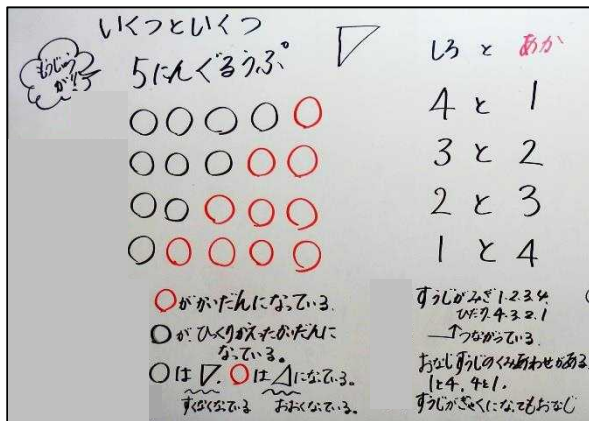 いくつといくつ
もうじゅう
が!!
5にんぐるうぷ°
しろ と あか
4 と 1
3 と 2
2 と 3
1 と 4
○がかいだんになっている.
○が.ひっくりかえったかいだんに
なっている。
○は▽.○は△になっている。
すくなくなっている おおくなっている.
すうじがみぎ1.2.3.4.
ひだり.4.3.2.1
↑つながっている.
おなじすうじのくみあわせがある
1と4.4と1.
すうじがぎゃくになってもおなじ